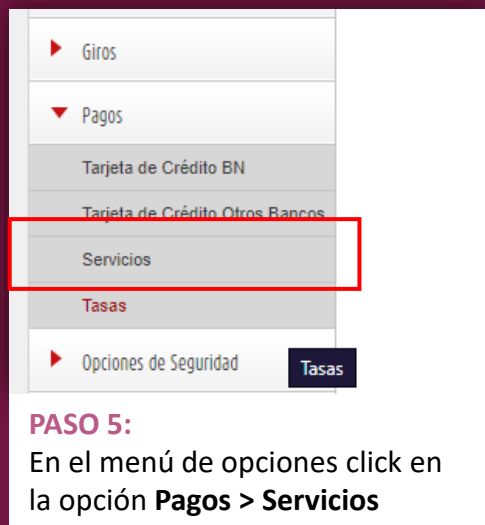 Giros
Pagos
Tarjeta de Crédito BN
Tarjeta de Crédito Otros Bancos
Servicios
Tasas
Opciones de Seguridad
Tasas
PASO 5:
En el menú de opciones click en
la opción Pagos > Servicios